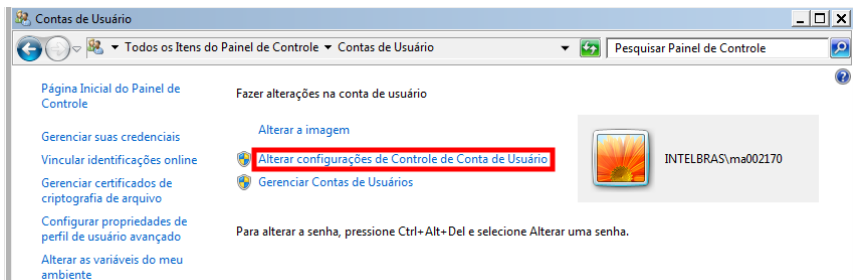 Contas de Usuário
Todos os Itens do Painel de Controle
Contas de Usuário
Pesquisar Painel de Controle
Página Inicial do Painel de
Controle
Gerenciar suas credenciais
Vincular identificações online
Gerenciar certificados de
criptografia de arquivo
Configurar propriedades de
perfil de usuário avançado
Alterar as variáveis do meu
ambiente
Fazer alterações na conta de usuário
Alterar a imagem
Alterar configurações de Controle de Conta de Usuário
Gerenciar Contas de Usuários
INTELBRAS\ma002170
Para alterar a senha, pressione Ctrl+Alt+Del e selecione Alterar uma senha.